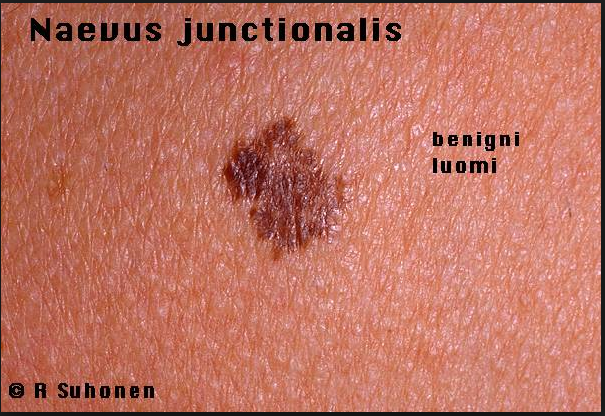 Naevus junctionalis
benigni
luomi
© R Suhonen